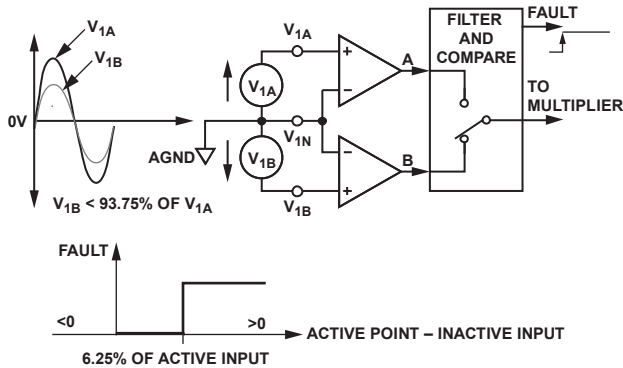 V1A
V1B
0V
V1B < 93.75% OF V1A
V1A
V1A
AGND
V1N
V1B
V1B
+
–
–
+
A
B
FILTER
AND
COMPARE
FAULT
TO
MULTIPLIER
FAULT
<0
>0
ACTIVE POINT – INACTIVE INPUT
6.25% OF ACTIVE INPUT